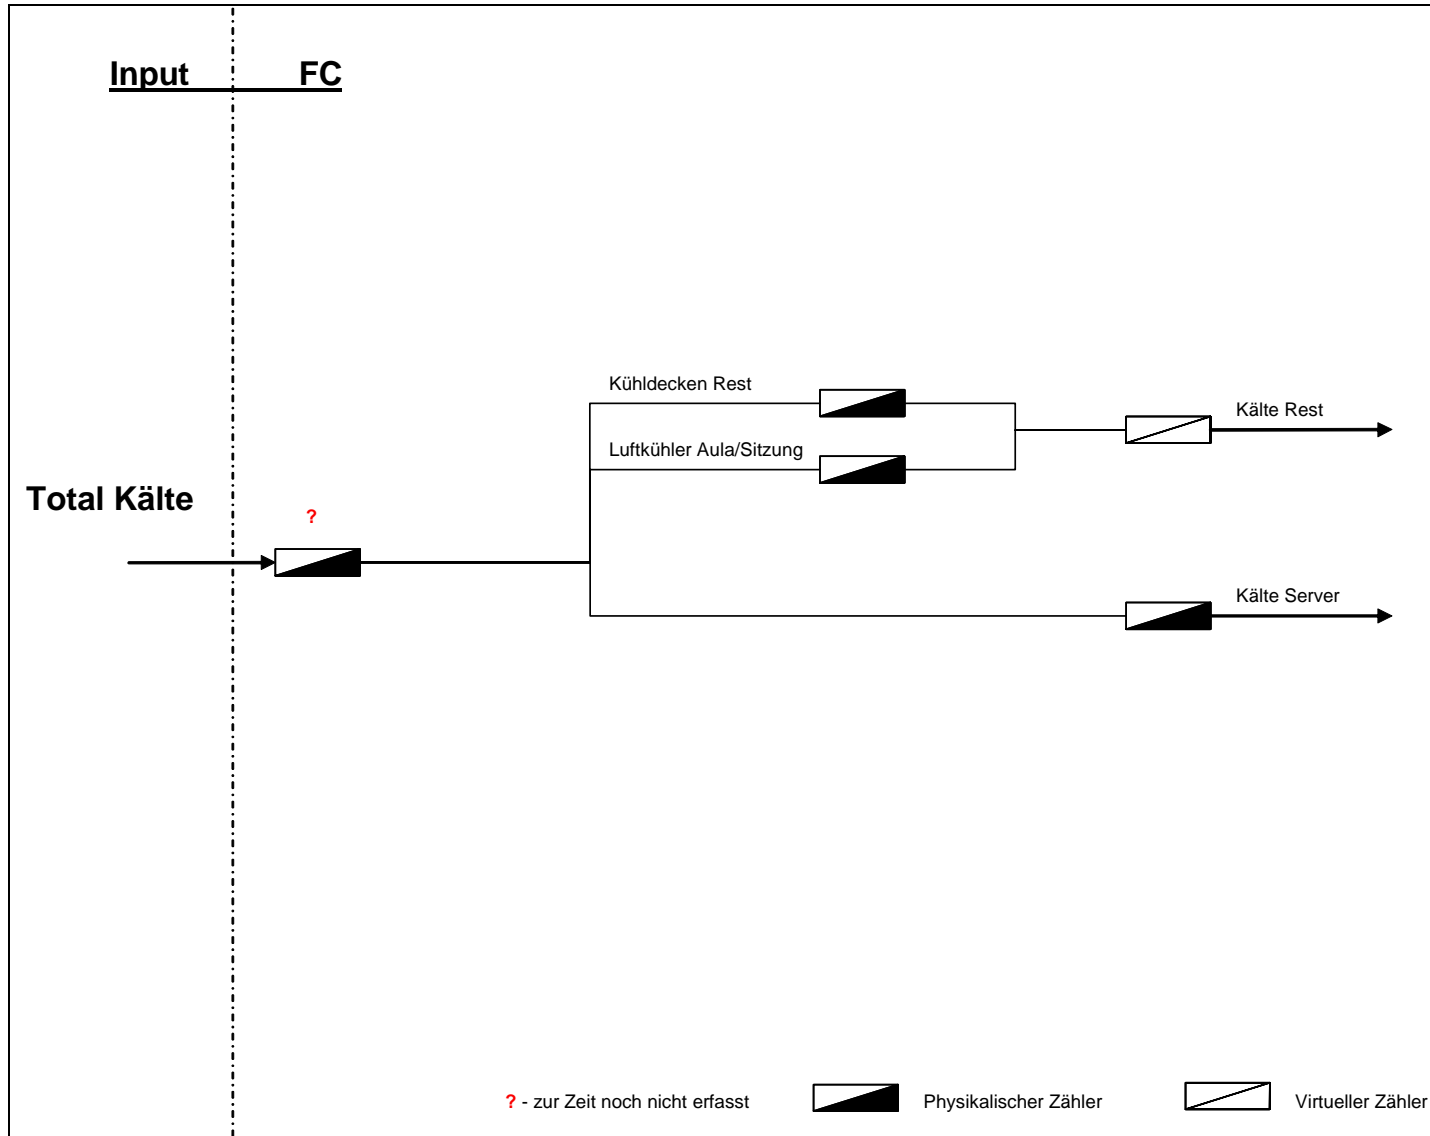 Input FC
Kühldecken Rest
Kälte Rest
Luftkühler Aula/Sitzung
Total Kälte
?
Kälte Server
? - zur Zeit noch nicht erfasst
Physikalischer Zähler
Virtueller Zähler